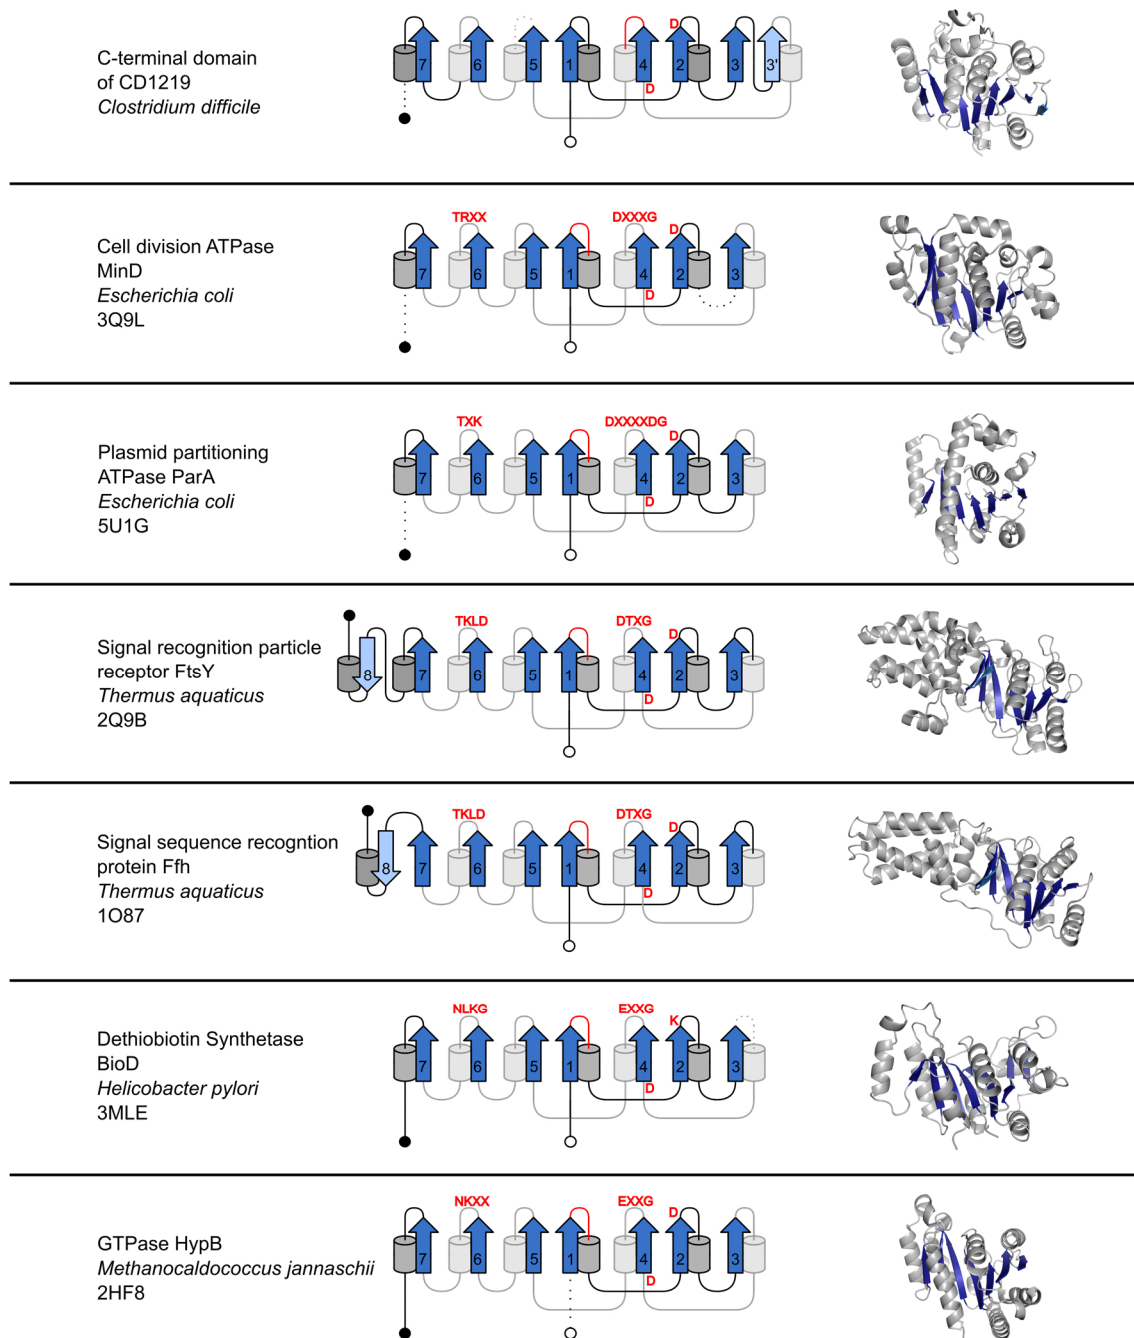 C-terminal domain
of CD1219
Clostridium difficile
D
7 6 5 1 4 2 3 3'
D
Cell division ATPase
MinD
Escherichia coli
3Q9L
TRXX DXXXG D
7 6 5 1 4 2 3
D
Plasmid partitioning
ATPase ParA
Escherichia coli
5U1G
TXK DXXXXDG D
7 6 5 1 4 2 3
D
Signal recognition particle
receptor FtsY
Thermus aquaticus
2Q9B
TKLD DTXG D
8 7 6 5 1 4 2 3
D
Signal sequence recogntion
protein Ffh
Thermus aquaticus
1O87
TKLD DTXG D
8 7 6 5 1 4 2 3
D
Dethiobiotin Synthetase
BioD
Helicobacter pylori
3MLE
NLKG EXXG K
7 6 5 1 4 2 3
D
GTPase HypB
Methanocaldococcus jannaschii
2HF8
NKXX EXXG D
7 6 5 1 4 2 3
D